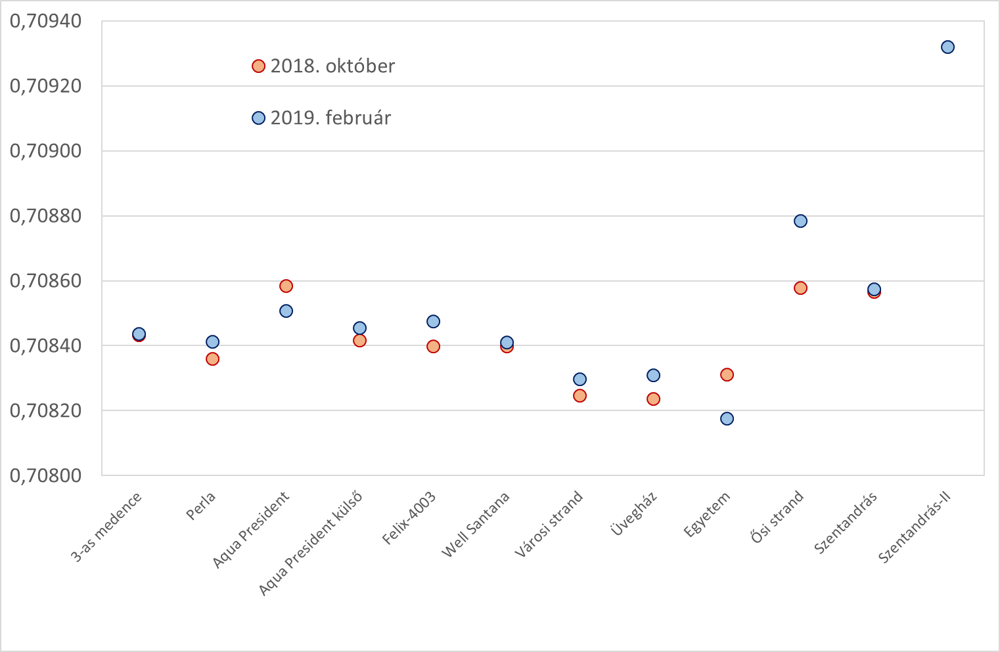 0,70940
2018. október
0,70920
2019. február
0,70900
0,70880
0,70860
0,70840
0,70820
0,70800
3-as medence
Perla
Aqua President
Aqua President külső
Felix-4003
Well Santana
Városi strand
Üvegház
Egyetem
Ősi strand
Szentandrás
Szentandrás-II